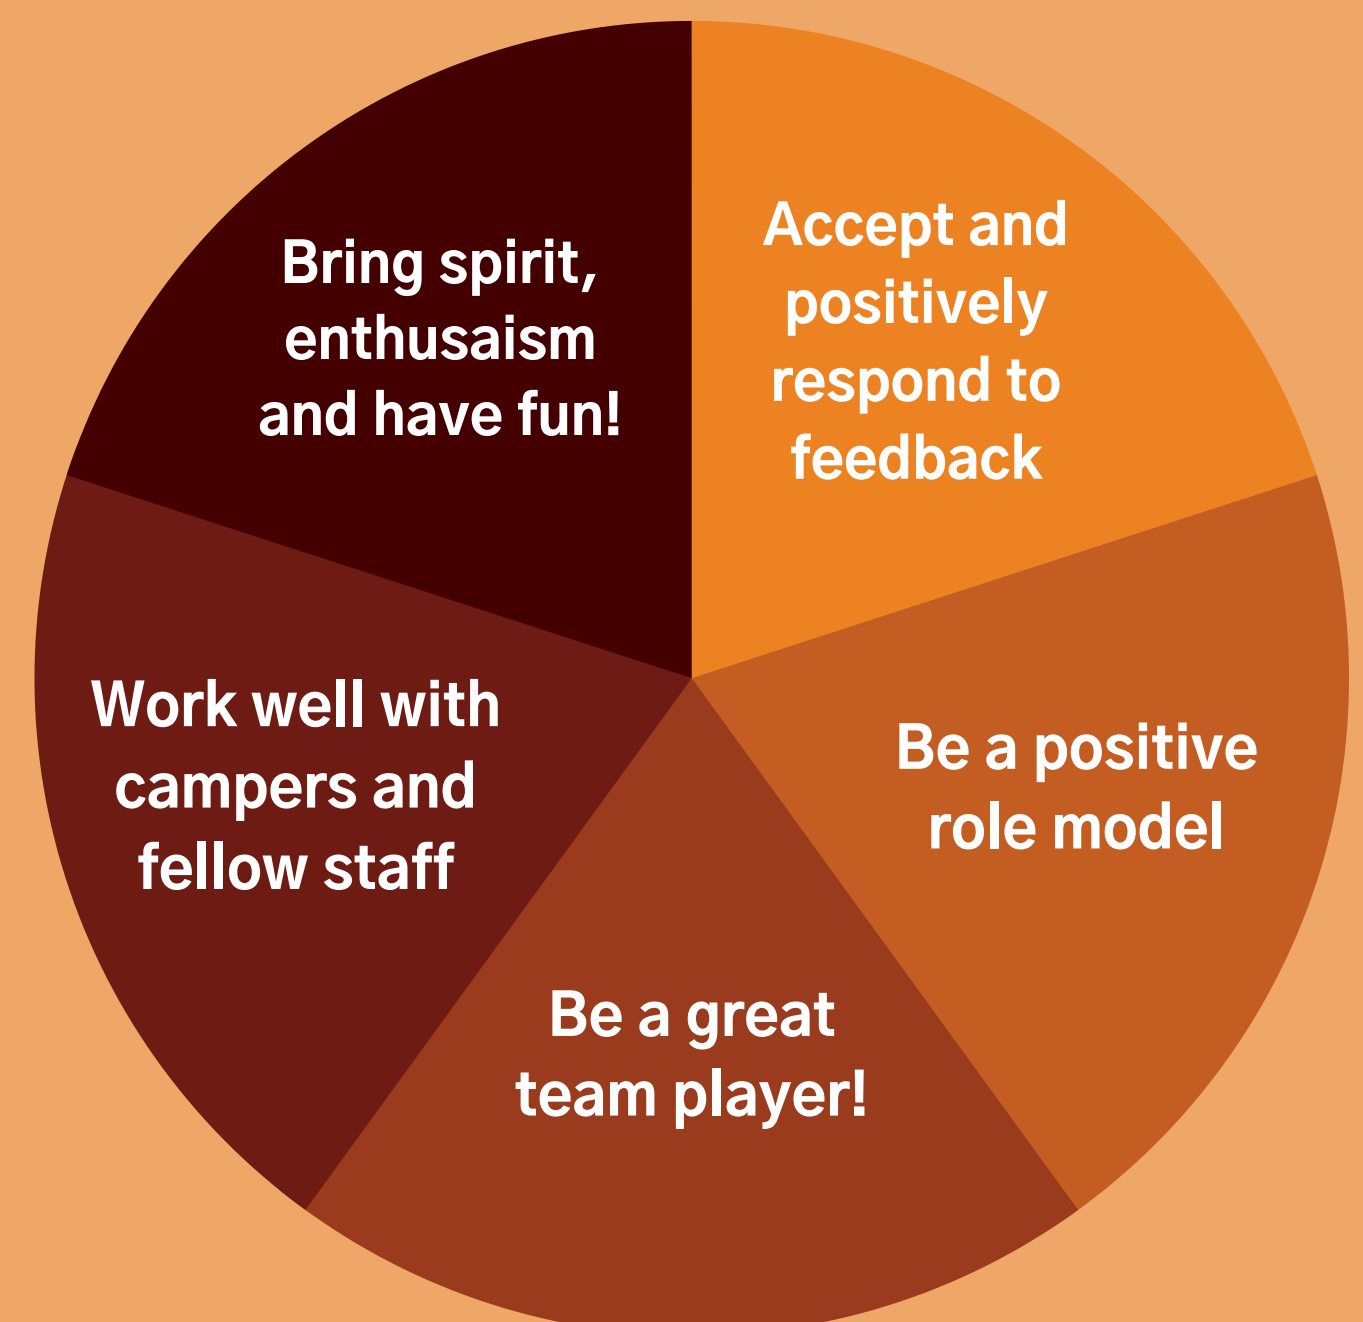 Accept and
positively
respond to
feedback
Be a positive
role model
Be a great
team player!
Work well with
campers and
fellow staff
Bring spirit,
enthusaism
and have fun!